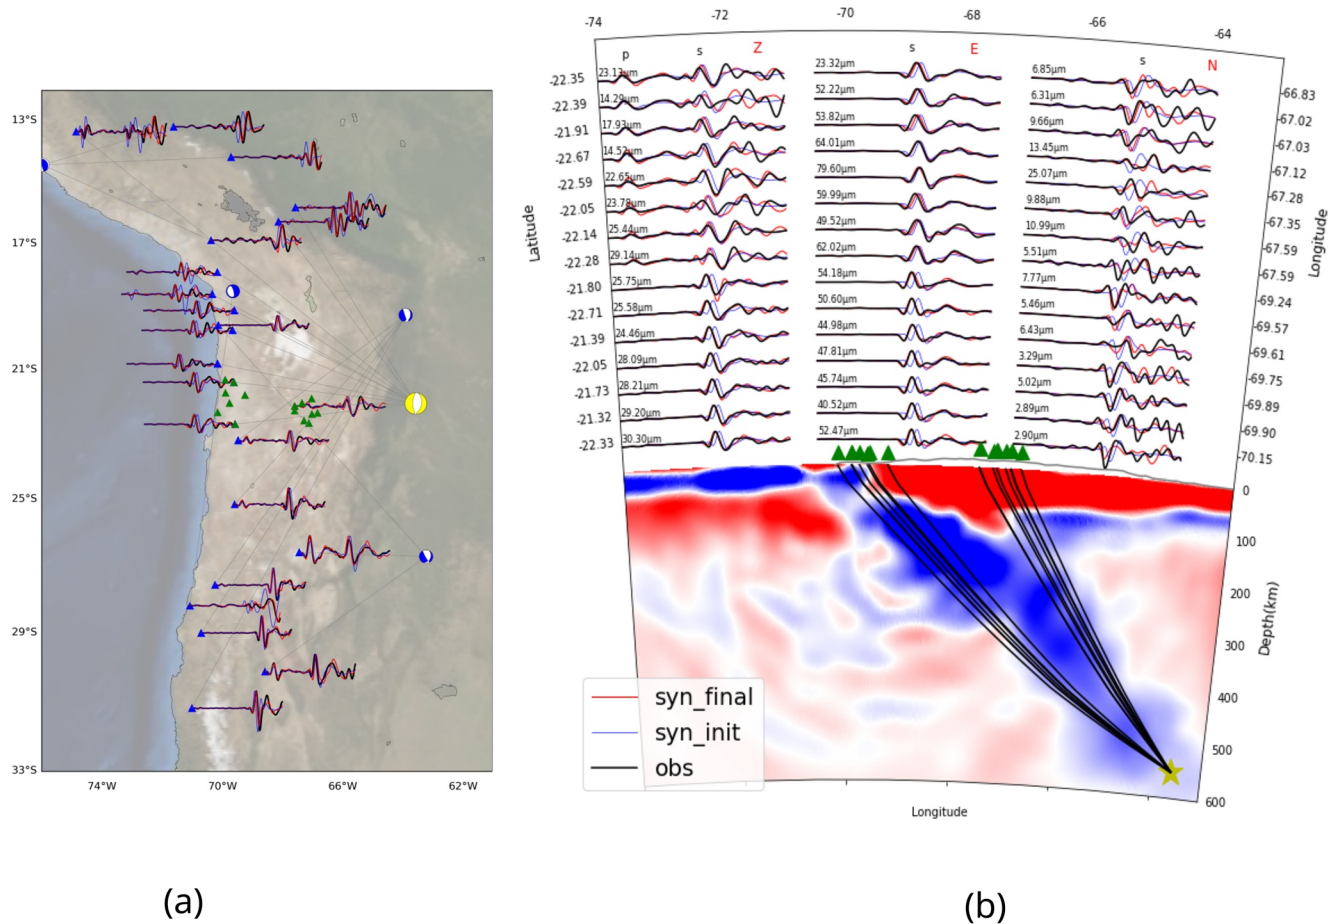 13°S
17°S
21°S
25°S
29°S
33°S
74°W 70°W 66°W 62°W
(a)
-74 -72 -70 -68 -66 -64
p s Z s E s N
Latitude
-22.35
-22.39
-21.91
-22.67
-22.59
-22.05
-22.14
-22.28
-21.80
-22.71
-21.39
-22.05
-21.73
-21.32
-22.33
23.13µm
14.29µm
17.93µm
14.52µm
22.65µm
23.78µm
25.44µm
29.14µm
25.75µm
25.58µm
24.46µm
28.09µm
28.21µm
29.20µm
30.30µm
23.32µm
52.22µm
53.82µm
64.01µm
79.60µm
59.99µm
49.52µm
62.02µm
54.18µm
50.60µm
44.98µm
47.81µm
45.74µm
40.52µm
52.47µm
6.85µm
6.31µm
9.66µm
13.45µm
25.07µm
9.88µm
10.99µm
5.51µm
7.77µm
5.46µm
6.43µm
3.29µm
5.02µm
2.89µm
2.90µm
-66.83
-67.02
-67.03
-67.12
-67.28
-67.35
-67.59
-67.59
-69.24
-69.57
-69.61
-69.75
-69.89
-69.90
-70.15
Longitude
0
100
200
300
400
500
600
Depth(km)
syn_final
syn_init
obs
Longitude
(b)